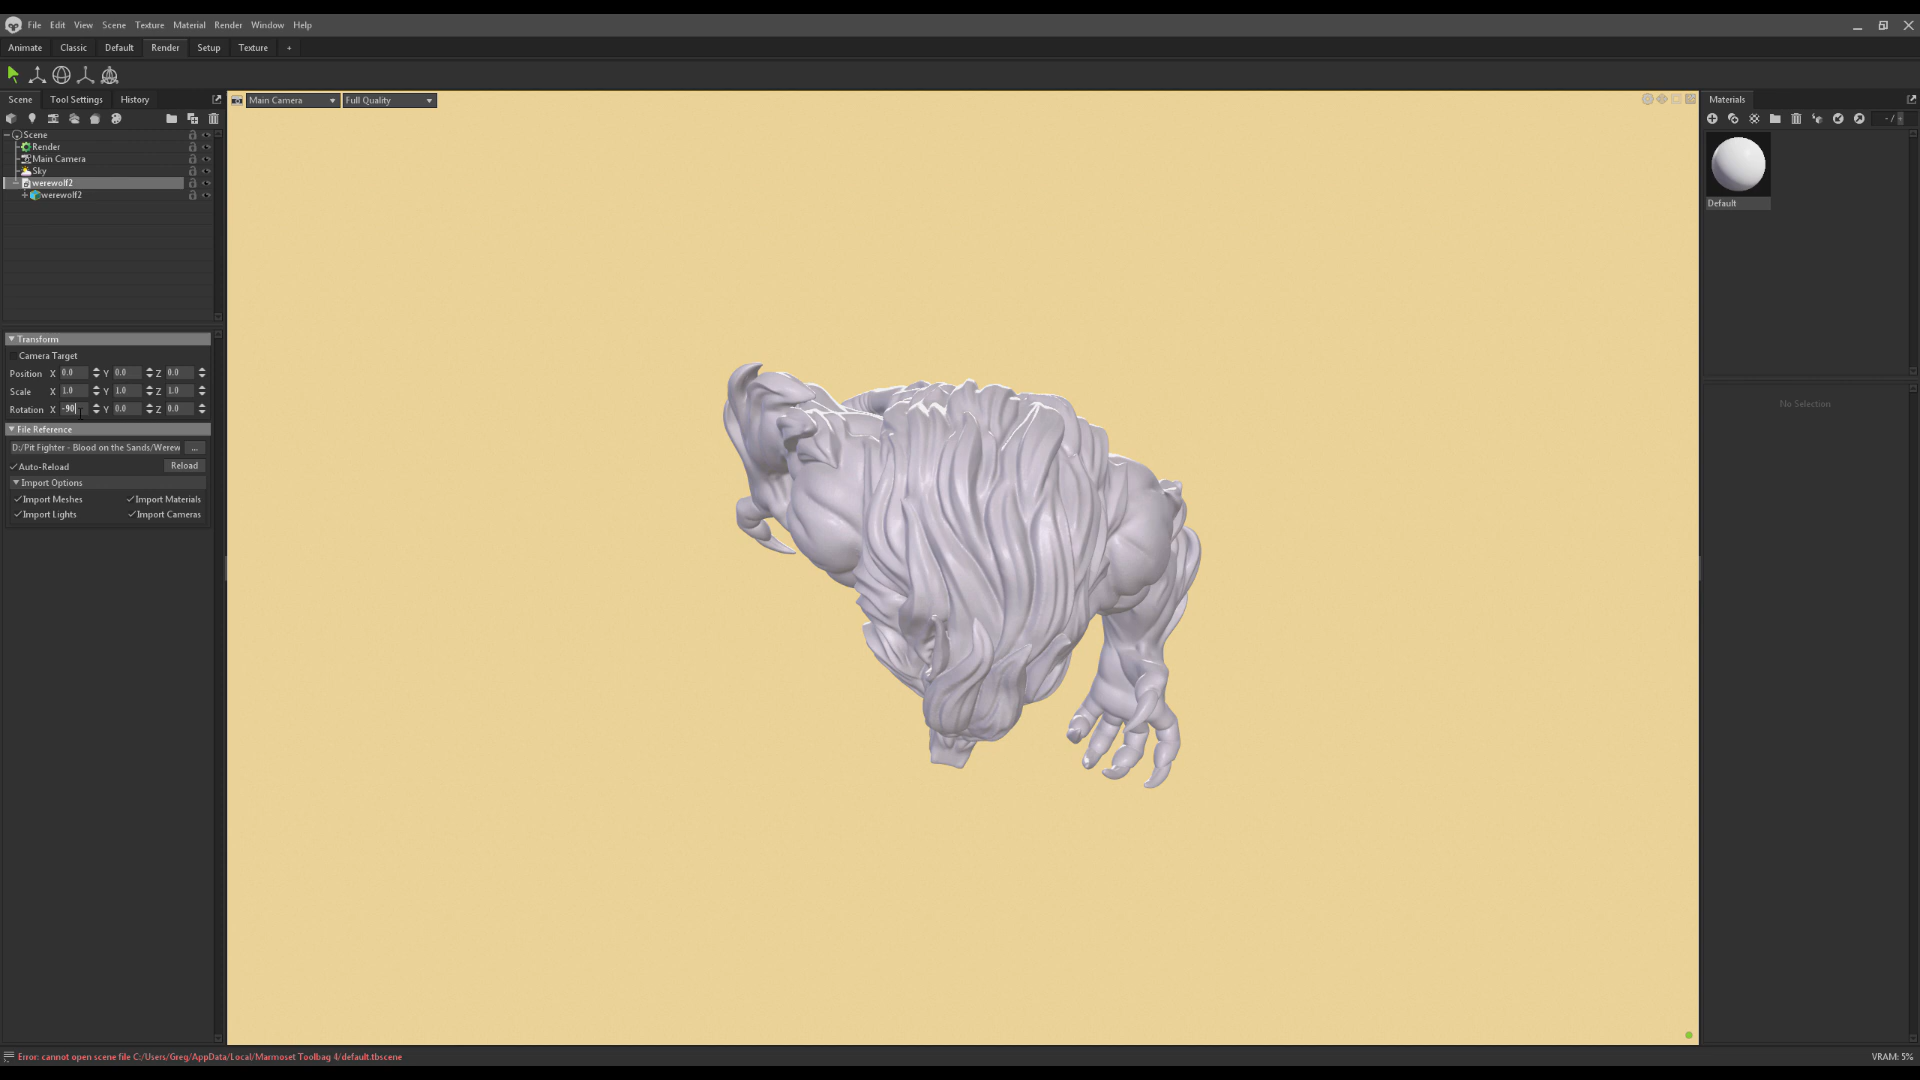 File Edit View Scene Texture Material Render Window Help
Animate Classic Default Render Setup Texture +
Scene Tool Settings History
Main Camera Full Quality
Materials
- /
Scene
Render
Main Camera
Sky
werewolf2
werewolf2
Default
Transform
Camera Target
Position X 0.0 Y 0.0 Z 0.0
Scale X 1.0 Y 1.0 Z 1.0
Rotation X -90 Y 0.0 Z 0.0
No Selection
File Reference
D:/Pit Fighter - Blood on the Sands/Werew ...
Auto-Reload Reload
Import Options
Import Meshes Import Materials
Import Lights Import Cameras
Error: cannot open scene file C:/Users/Greg/AppData/Local/Marmoset Toolbag 4/default.tbscene
VRAM: 5%